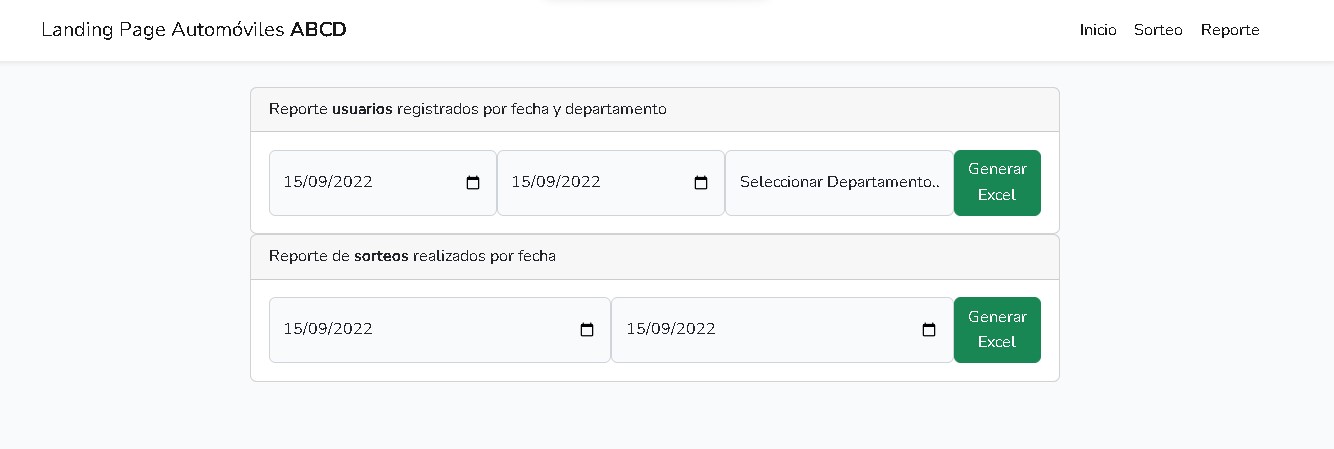 Landing Page Automóviles ABCD
Inicio Sorteo Reporte
Reporte usuarios registrados por fecha y departamento
15/09/2022 15/09/2022 Seleccionar Departamento..
Generar
Excel
Reporte de sorteos realizados por fecha
15/09/2022 15/09/2022
Generar
Excel